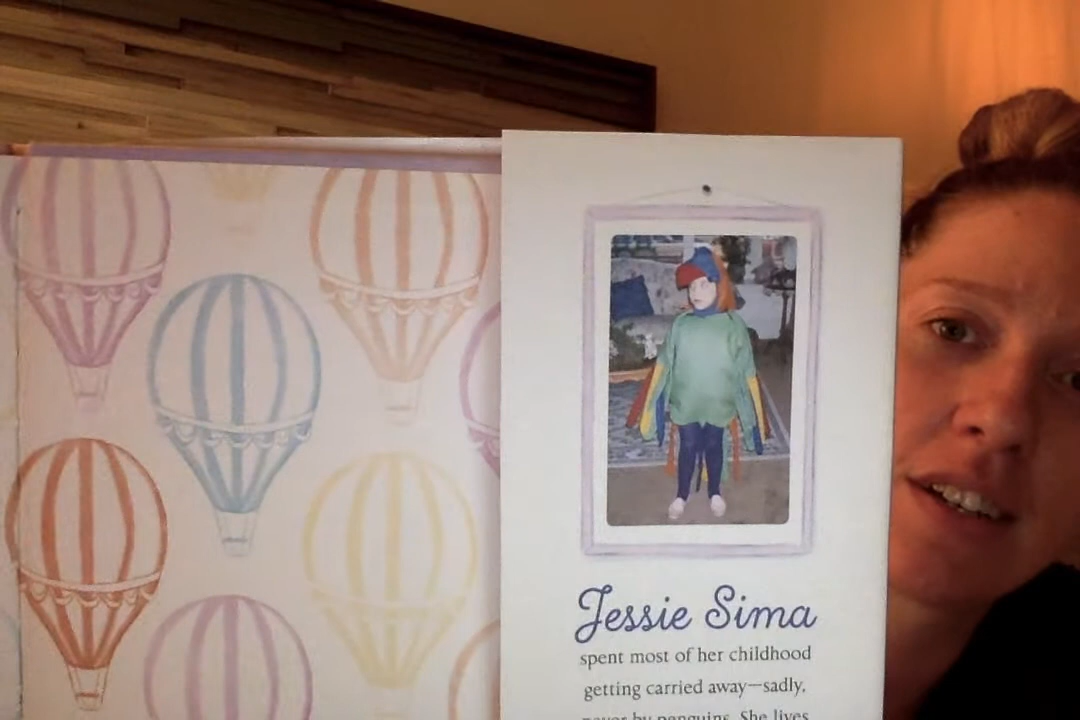 Jessie Sima
spent most of her childhood
getting carried away—sadly,
never by penguins. She lives